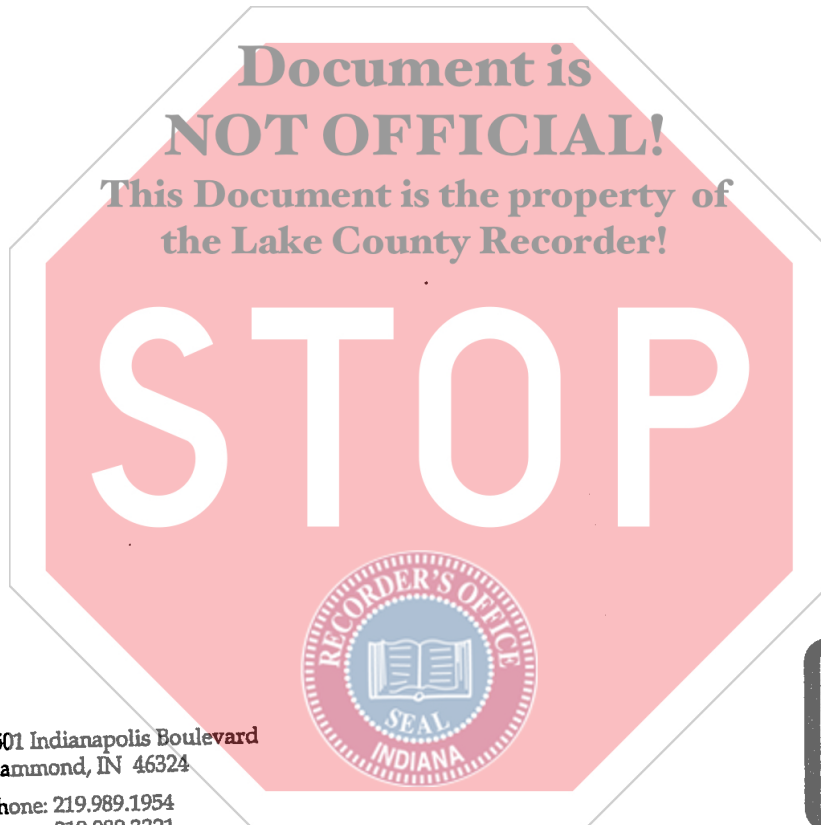 Document is
NOT OFFICIAL!
This Document is the property of
the Lake County Recorder!
STOP
RECORDER'S OFFICE
SEAL
INDIANA
01 Indianapolis Boulevard
ammond, IN 46324
hone: 219.989.1954